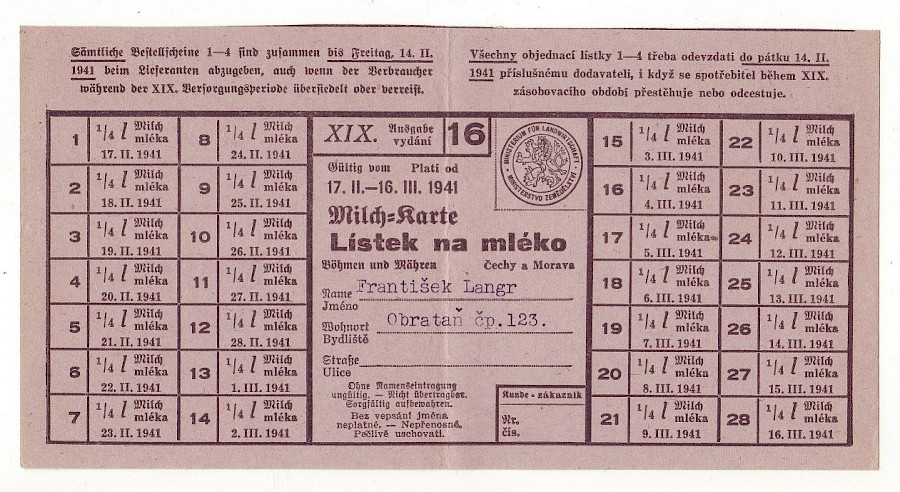 Sämtliche Bestellscheine 1—4 sind zusammen bis Freitag, 14. II.
1941 beim Lieferanten abzugeben, auch wenn der Verbraucher
während der XIX. Versorgungsperiode übersiedelt oder verreist.
Všechny objednací lístky 1—4 třeba odevzdati do pátku 14. II.
1941 příslušnému dodavateli, i když se spotřebitel během XIX.
zásobovacího období přestěhuje nebo odcestuje.
1 1/4 l Milch mléka 17. II. 1941
8 1/4 l Milch mléka 24. II. 1941
2 1/4 l Milch mléka 18. II. 1941
9 1/4 l Milch mléka 25. II. 1941
3 1/4 l Milch mléka 19. II. 1941
10 1/4 l Milch mléka 26. II. 1941
4 1/4 l Milch mléka 20. II. 1941
11 1/4 l Milch mléka 27. II. 1941
5 1/4 l Milch mléka 21. II. 1941
12 1/4 l Milch mléka 28. II. 1941
6 1/4 l Milch mléka 22. II. 1941
13 1/4 l Milch mléka 1. III. 1941
7 1/4 l Milch mléka 23. II. 1941
14 1/4 l Milch mléka 2. III. 1941
XIX. Ausgabe vydání 16
MINISTERIUM FÜR LANDWIRTSCHAFT
MINISTERSTVO ZEMĚDĚLSTVÍ
Gültig vom Platí od
17. II.—16. III. 1941
Milch-Karte
Lístek na mléko
Böhmen und Mähren Čechy a Morava
Name František Langr
Jméno
Wohnort Obrataň čp.123.
Bydliště
Straße
Ulice
Ohne Namenseintragung
ungültig. — Nicht übertragbar.
Sorgfältig aufbewahren.
Bez vepsání jména
neplatné. — Nepřenosné.
Pečlivě uschovati.
Kunde - zákazník
Nr.
čís.
15 1/4 l Milch mléka 3. III. 1941
22 1/4 l Milch mléka 10. III. 1941
16 1/4 l Milch mléka 4. III. 1941
23 1/4 l Milch mléka 11. III. 1941
17 1/4 l Milch mléka 5. III. 1941
24 1/4 l Milch mléka 12. III. 1941
18 1/4 l Milch mléka 6. III. 1941
25 1/4 l Milch mléka 13. III. 1941
19 1/4 l Milch mléka 7. III. 1941
26 1/4 l Milch mléka 14. III. 1941
20 1/4 l Milch mléka 8. III. 1941
27 1/4 l Milch mléka 15. III. 1941
21 1/4 l Milch mléka 9. III. 1941
28 1/4 l Milch mléka 16. III. 1941